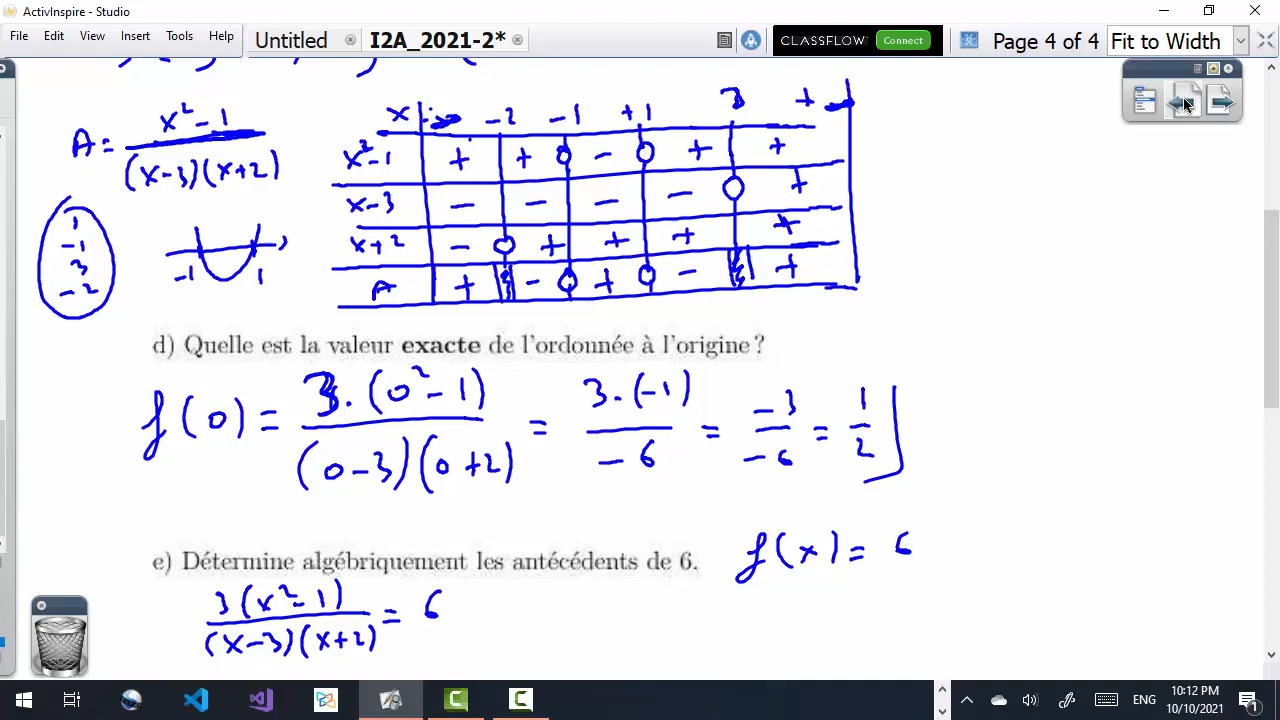 ActivInspire - Studio
File Edit View Insert Tools Help
Untitled
I2A_2021-2*
CLASSFLOW Connect
Page 4 of 4
Fit to Width
A = x² - 1 / (x-3)(x+2)
1
-1
3
-2
-1 1
x -2 -1 +1 3 +
x²-1 + + 0 - 0 + +
x-3 - - - - 0 +
x+2 - 0 + + + +
A + - 0 + 0 - +
d) Quelle est la valeur exacte de l'ordonnée à l'origine ?
f(0) = 3·(0²-1) / (0-3)(0+2) = 3·(-1) / -6 = -3 / -6 = 1 / 2
e) Détermine algébriquement les antécédents de 6.
f(x) = 6
3(x²-1) / (x-3)(x+2) = 6
ENG
10:12 PM
10/10/2021
1